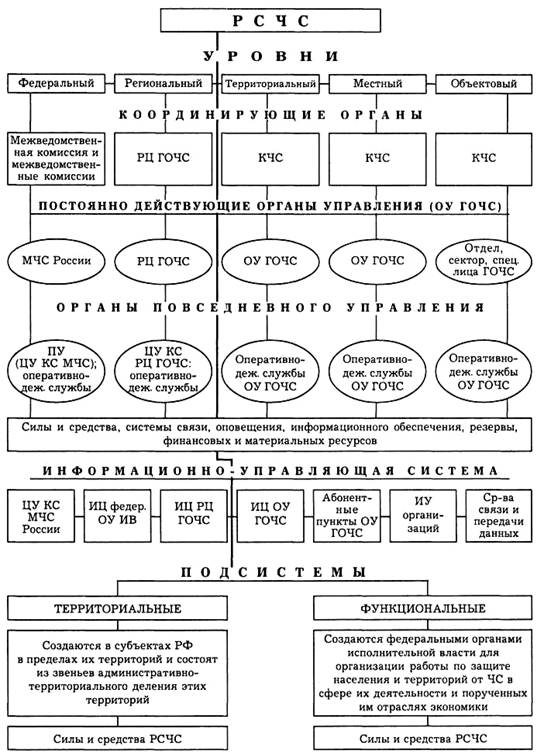 РСЧС
УРОВНИ
Федеральный Региональный Территориальный Местный Объектовый
КООРДИНИРУЮЩИЕ ОРГАНЫ
Межведомствен-
ная комиссия и
межведомствен-
ные комиссии
РЦ ГОЧС
КЧС
КЧС
КЧС
ПОСТОЯННО ДЕЙСТВУЮЩИЕ ОРГАНЫ УПРАВЛЕНИЯ (ОУ ГОЧС)
МЧС России
РЦ ГОЧС
ОУ ГОЧС
ОУ ГОЧС
Отдел,
сектор, спец.
лица ГОЧС
ОРГАНЫ ПОВСЕДНЕВНОГО УПРАВЛЕНИЯ
ПУ
(ЦУ КС МЧС);
оперативно-
деж. службы
ЦУ КС
РЦ ГОЧС:
оперативно-
деж. службы
Оперативно-
деж. службы
ОУ ГОЧС
Оперативно-
деж. службы
ОУ ГОЧС
Оперативно-
деж. службы
ОУ ГОЧС
Силы и средства, системы связи, оповещения, информационного обеспечения, резервы,
финансовых и материальных ресурсов
ИНФОРМАЦИОННО-УПРАВЛЯЮЩАЯ СИСТЕМА
ЦУ КС
МЧС
России
ИЦ федер.
ОУ ИВ
ИЦ РЦ
ГОЧС
ИЦ ОУ
ГОЧС
Абонент-
ные
пункты ОУ
ГОЧС
ИУ
органи-
заций
Ср-ва
связи и
передачи
данных
ПОДСИСТЕМЫ
ТЕРРИТОРИАЛЬНЫЕ
Создаются в субъектах РФ
в пределах их территорий и состоят
из звеньев административно-
территориального деления этих
территорий
Силы и средства РСЧС
ФУНКЦИОНАЛЬНЫЕ
Создаются федеральными органами
исполнительной власти для
организации работы по защите
населения и территорий от ЧС в
сфере их деятельности и порученных
им отраслях экономики
Силы и средства РСЧС